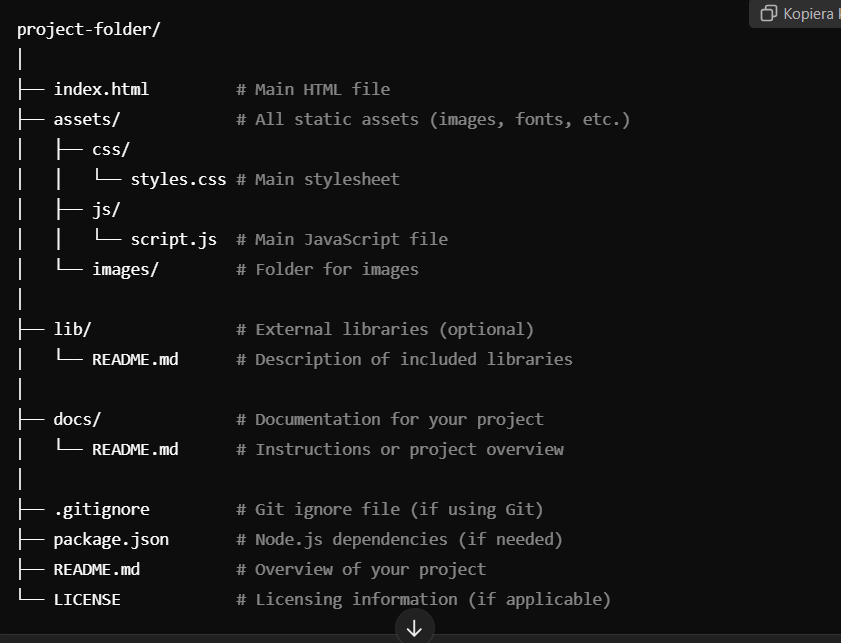 Kopiera
project-folder/
│
├── index.html         # Main HTML file
├── assets/            # All static assets (images, fonts, etc.)
│   ├── css/
│   │   └── styles.css # Main stylesheet
│   ├── js/
│   │   └── script.js  # Main JavaScript file
│   └── images/        # Folder for images
│
├── lib/               # External libraries (optional)
│   └── README.md      # Description of included libraries
│
├── docs/              # Documentation for your project
│   └── README.md      # Instructions or project overview
│
├── .gitignore         # Git ignore file (if using Git)
├── package.json       # Node.js dependencies (if needed)
├── README.md          # Overview of your project
└── LICENSE            # Licensing information (if applicable)